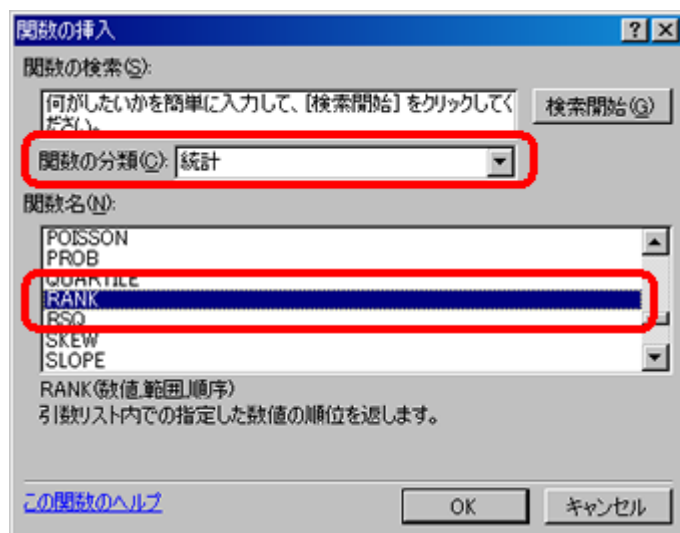 関数の挿入
関数の検索(S):
何がしたいかを簡単に入力して、[検索開始] をクリックしてく
ださい。
検索開始(G)
関数の分類(C): 統計
関数名(N):
POISSON
PROB
QUARTILE
RANK
RSQ
SKEW
SLOPE
RANK(数値,範囲,順序)
引数リスト内での指定した数値の順位を返します。
この関数のヘルプ
OK
キャンセル